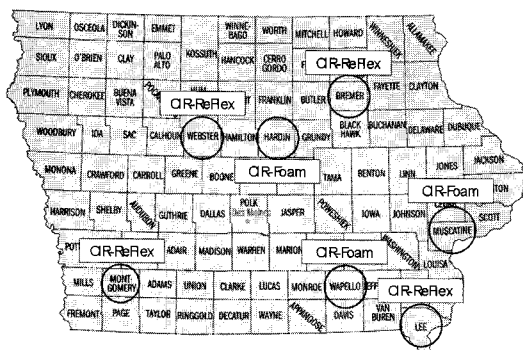 LYON OSCEOLA DICKIN-SON EMMET WINNE-BAGO WORTH MITCHELL HOWARD WINNESHIEK ALLAMAKEE
SIOUX O'BRIEN CLAY PALO ALTO KOSSUTH HANCOCK CERRO GORDO
CIR-Reflex
PLYMOUTH CHEROKEE BUENA VISTA FRANKLIN BUTLER BREMER FAYETTE CLAYTON
CIR-Reflex
WOODBURY IDA SAC CALHOUN WEBSTER HAMILTON HARDIN GRUNDY BLACK HAWK BUCHANAN DELAWARE DUBUQUE
MONONA CRAWFORD CARROLL GREENE BOONE TAMA BENTON LINN JONES JACKSON
CIR-Foam
CIR-Foam
HARRISON SHELBY AUDUBON GUTHRIE DALLAS POLK Des Moines JASPER POWESHIEK IOWA JOHNSON MUSCATINE SCOTT
CIR-Reflex
CIR-Foam
ADAIR MADISON WARREN MARION WASHINGTON LOUISA
MILLS MONT-GOMERY ADAMS UNION CLARKE LUCAS MONROE WAPELLO
CIR-Reflex
FREMONT PAGE TAYLOR RINGGOLD DECATUR WAYNE APPANOOSE DAVIS VAN BUREN LEE